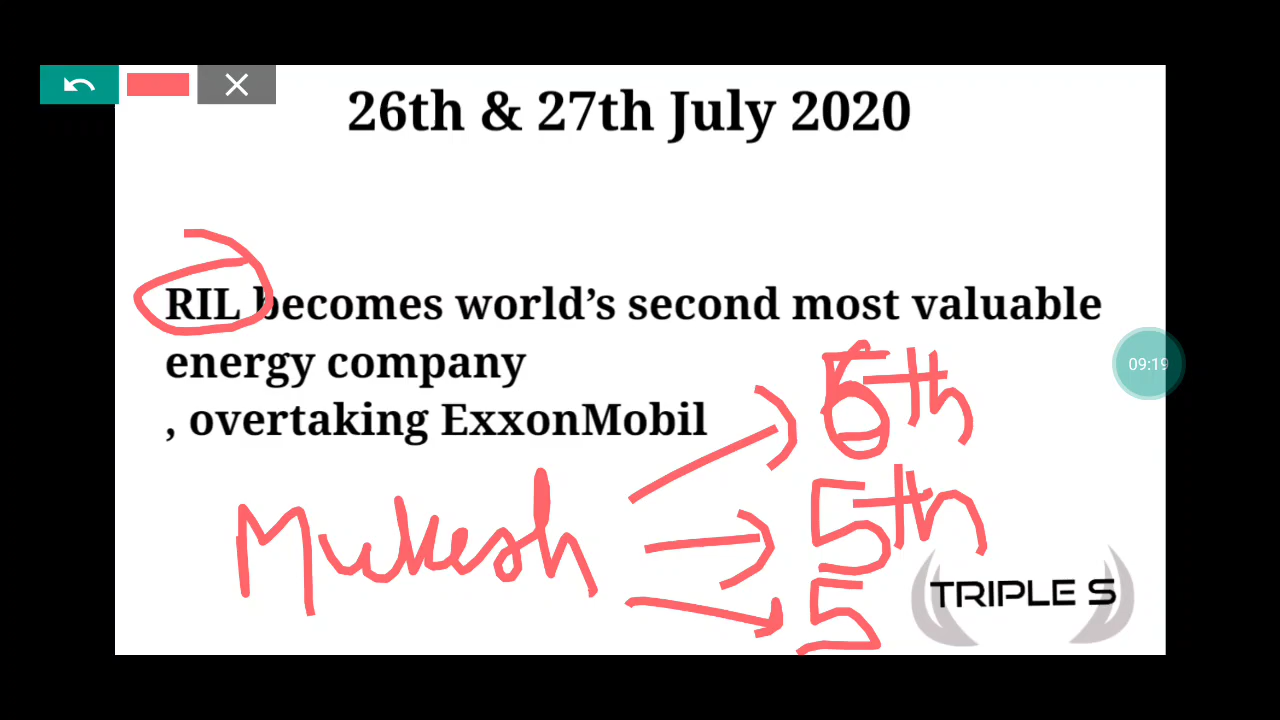 26th & 27th July 2020
RIL becomes world’s second most valuable
energy company
, overtaking ExxonMobil
09:19
6th
Mukesh
5th
5
TRIPLE S